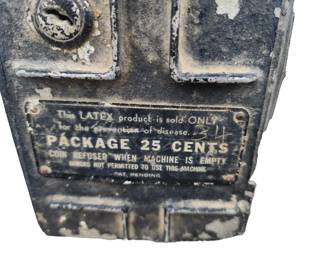 This LATEX product is sold ONLY
for the prevention of disease. 34
PACKAGE 25 CENTS
COIN REFUSED WHEN MACHINE IS EMPTY
MINORS NOT PERMITTED TO USE THIS MACHINE
PAT. PENDING